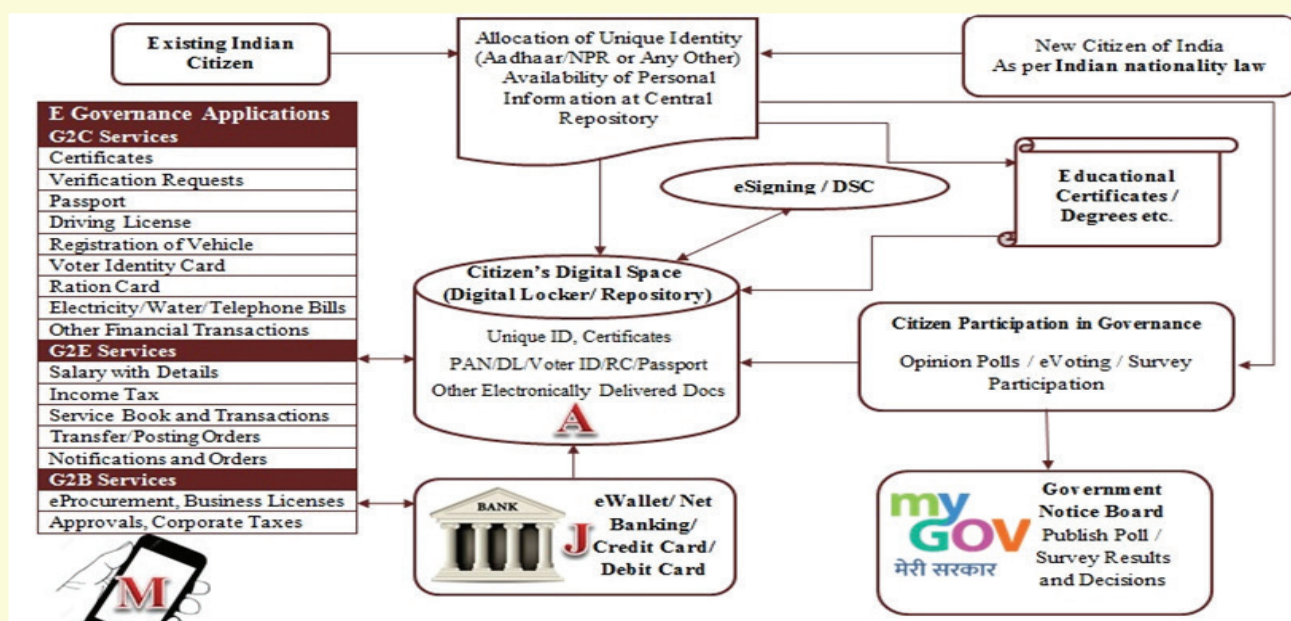 Existing Indian
Citizen
Allocation of Unique Identity
(Aadhaar/NPR or Any Other)
Availability of Personal
Information at Central
Repository
New Citizen of India
As per Indian nationality law
E Governance Applications
G2C Services
Certificates
Verification Requests
Passport
Driving License
Registration of Vehicle
Voter Identity Card
Ration Card
Electricity/Water/Telephone Bills
Other Financial Transactions
G2E Services
Salary with Details
Income Tax
Service Book and Transactions
Transfer/Posting Orders
Notifications and Orders
G2B Services
eProcurement, Business Licenses
Approvals, Corporate Taxes
M
eSigning / DSC
Educational
Certificates /
Degrees etc.
Citizen's Digital Space
(Digital Locker/ Repository)
Unique ID, Certificates
PAN/DL/Voter ID/RC/Passport
Other Electronically Delivered Docs
A
Citizen Participation in Governance
Opinion Polls / eVoting / Survey
Participation
BANK
J
eWallet/ Net
Banking/
Credit Card/
Debit Card
my
GOV
मेरी सरकार
Government
Notice Board
Publish Poll /
Survey Results
and Decisions